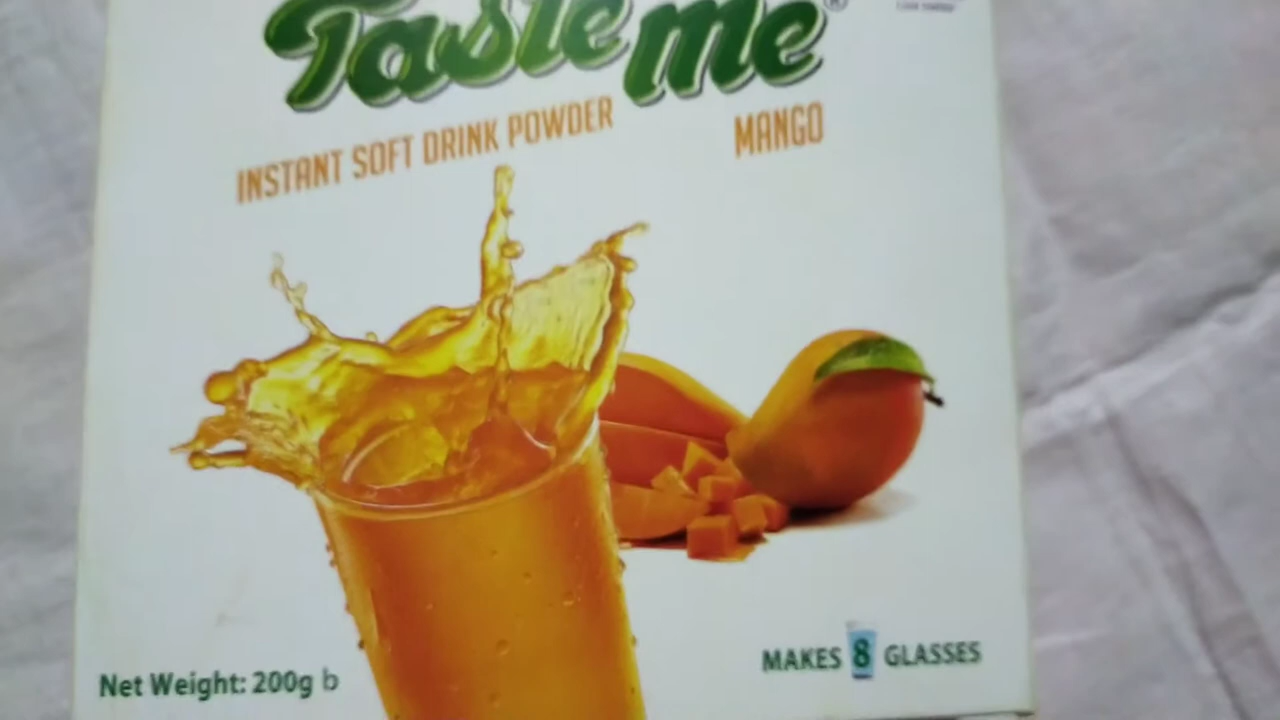 Taste me®
INSTANT SOFT DRINK POWDER
MANGO
MAKES 8 GLASSES
Net Weight: 200g b